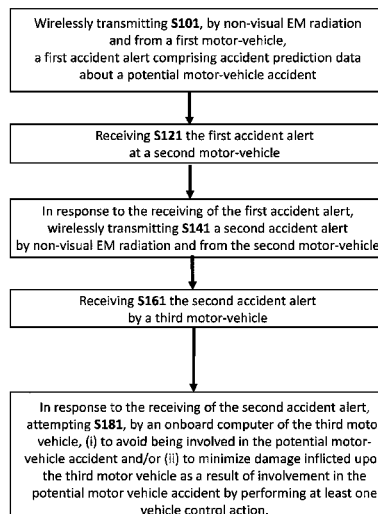 Wirelessly transmitting S101, by non-visual EM radiation
and from a first motor-vehicle,
a first accident alert comprising accident prediction data
about a potential motor-vehicle accident
Receiving S121 the first accident alert
at a second motor-vehicle
In response to the receiving of the first accident alert,
wirelessly transmitting S141 a second accident alert
by non-visual EM radiation and from the second motor-vehicle
Receiving S161 the second accident alert
by a third motor-vehicle
In response to the receiving of the second accident alert,
attempting S181, by an onboard computer of the third moto
vehicle, (i) to avoid being involved in the potential motor-
vehicle accident and/or (ii) to minimize damage inflicted upon
the third motor vehicle as a result of involvement in the
potential motor vehicle accident by performing at least one
vehicle control action.